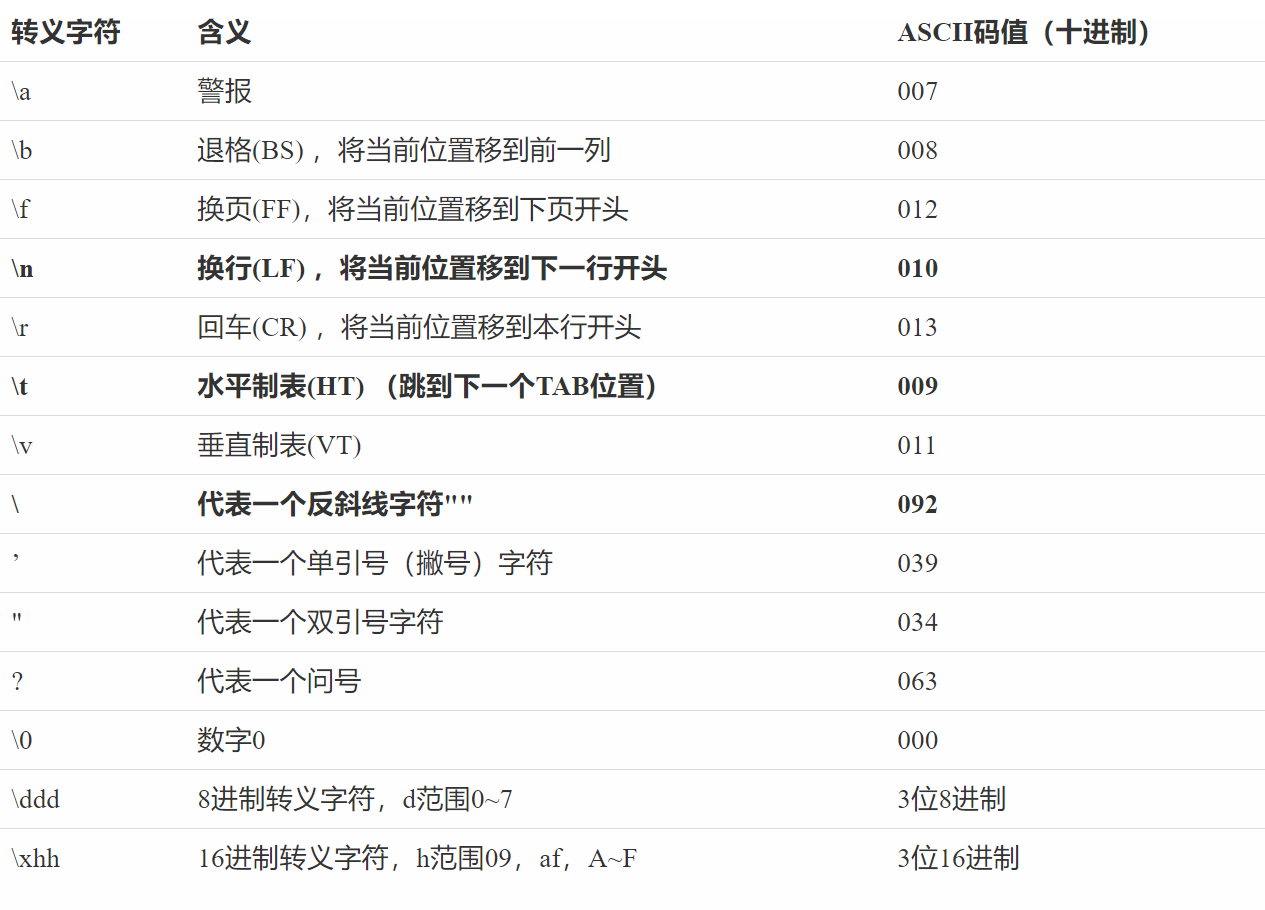 转义字符 含义 ASCII码值（十进制）
\a 警报 007
\b 退格(BS) ，将当前位置移到前一列 008
\f 换页(FF)，将当前位置移到下页开头 012
\n 换行(LF) ，将当前位置移到下一行开头 010
\r 回车(CR) ，将当前位置移到本行开头 013
\t 水平制表(HT) （跳到下一个TAB位置） 009
\v 垂直制表(VT) 011
\ 代表一个反斜线字符"" 092
’ 代表一个单引号（撇号）字符 039
" 代表一个双引号字符 034
? 代表一个问号 063
\0 数字0 000
\ddd 8进制转义字符，d范围0~7 3位8进制
\xhh 16进制转义字符，h范围09，af，A~F 3位16进制